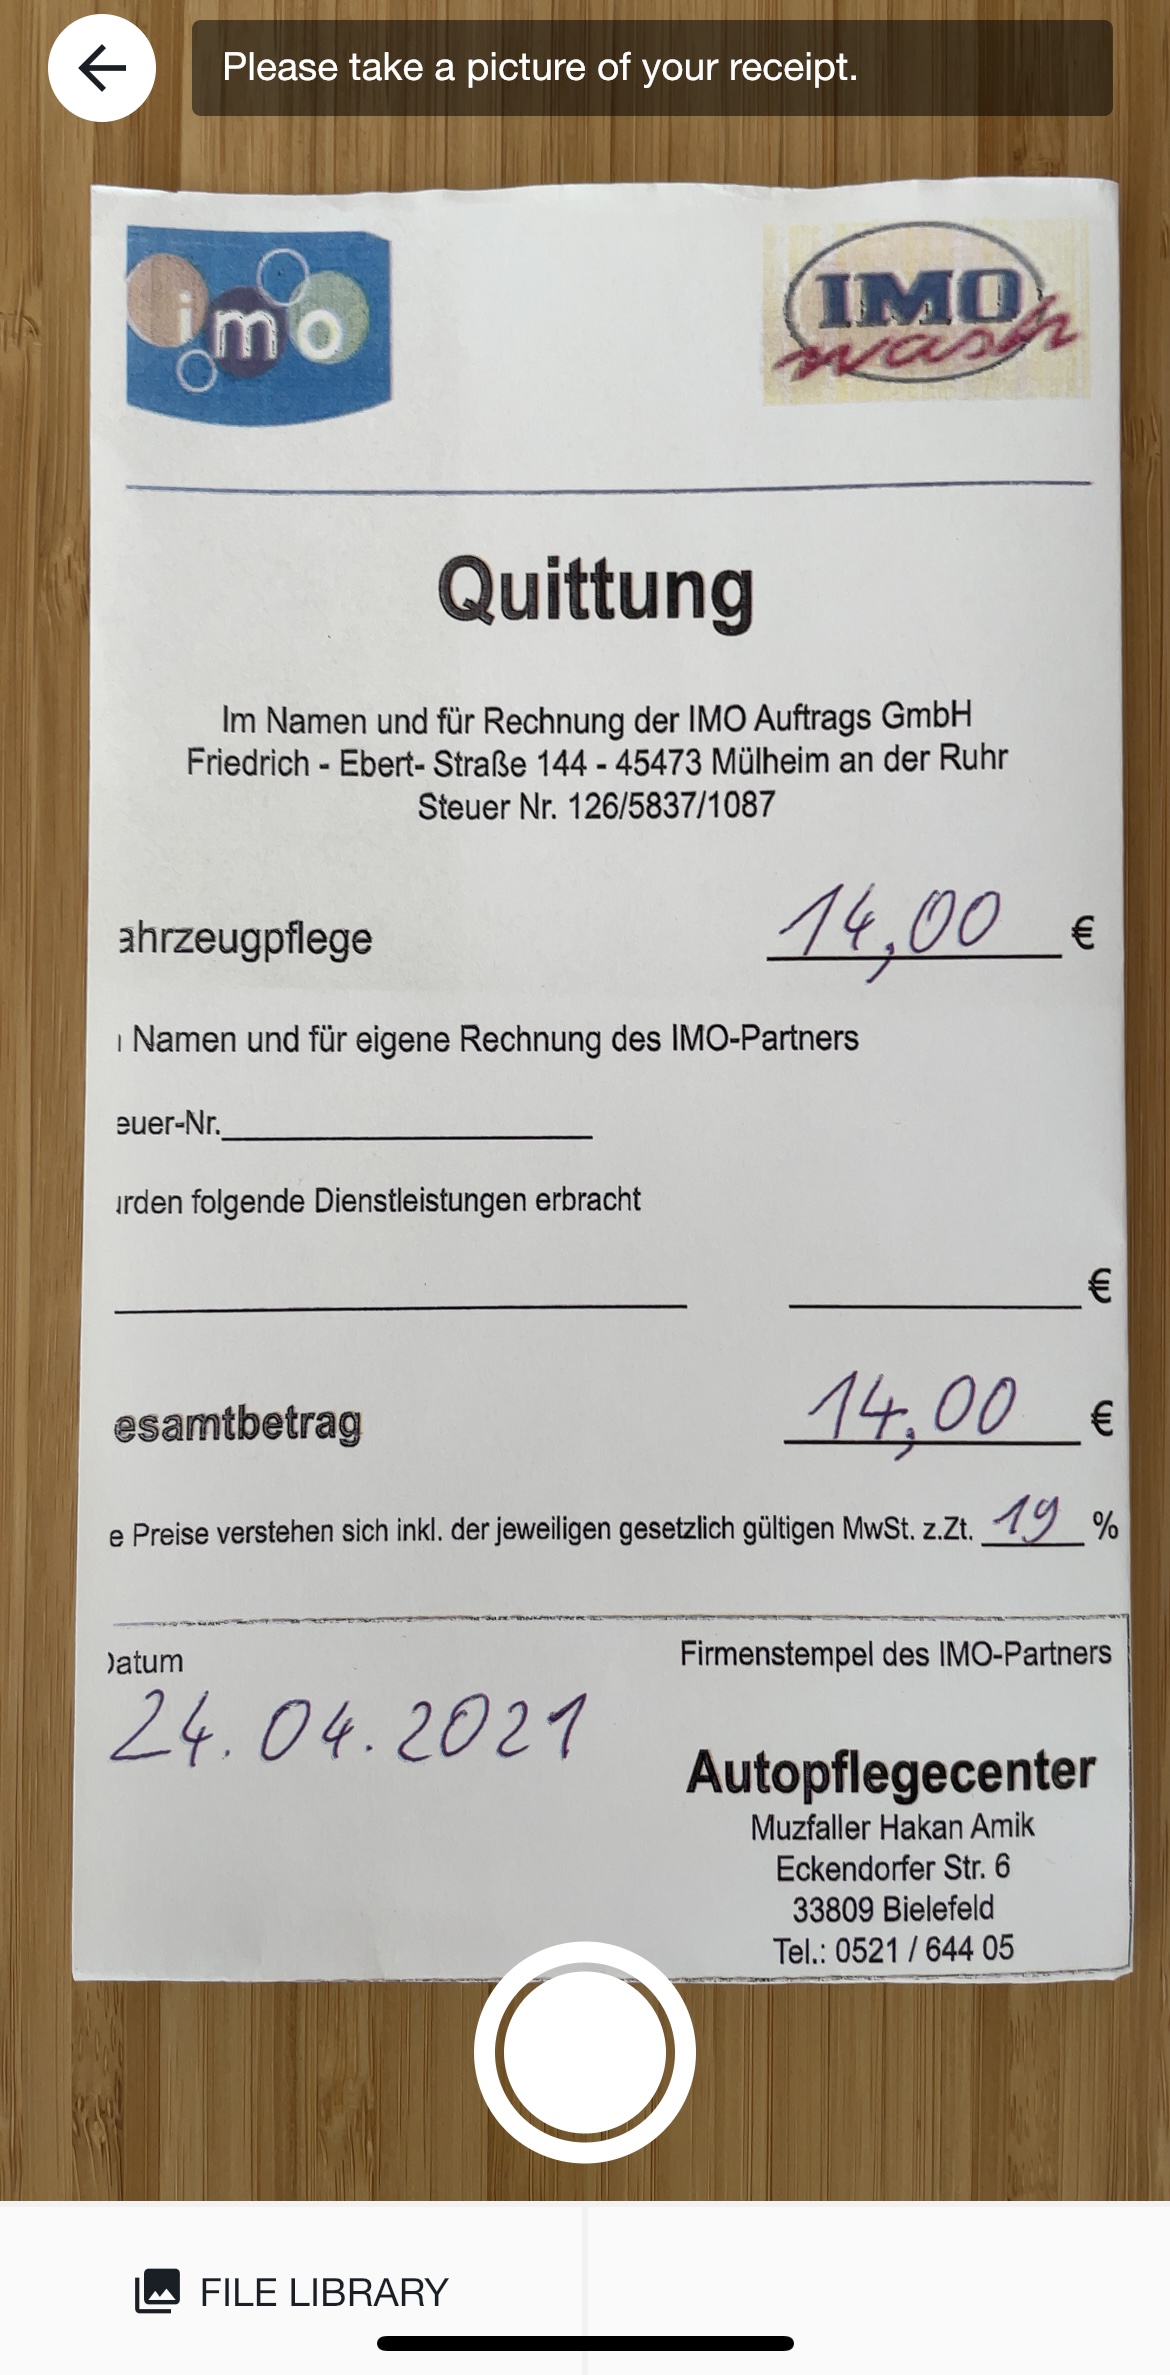 Please take a picture of your receipt.
imo
IMO
wash
Quittung
Im Namen und für Rechnung der IMO Auftrags GmbH
Friedrich - Ebert- Straße 144 - 45473 Mülheim an der Ruhr
Steuer Nr. 126/5837/1087
ahrzeugpflege 14,00 €
Namen und für eigene Rechnung des IMO-Partners
euer-Nr.
urden folgende Dienstleistungen erbracht
€
esamtbetrag 14,00 €
e Preise verstehen sich inkl. der jeweiligen gesetzlich gültigen MwSt. z.Zt. 19 %
Datum
24.04.2021
Firmenstempel des IMO-Partners
Autopflegecenter
Muzfaller Hakan Amik
Eckendorfer Str. 6
33809 Bielefeld
Tel.: 0521 / 644 05
FILE LIBRARY